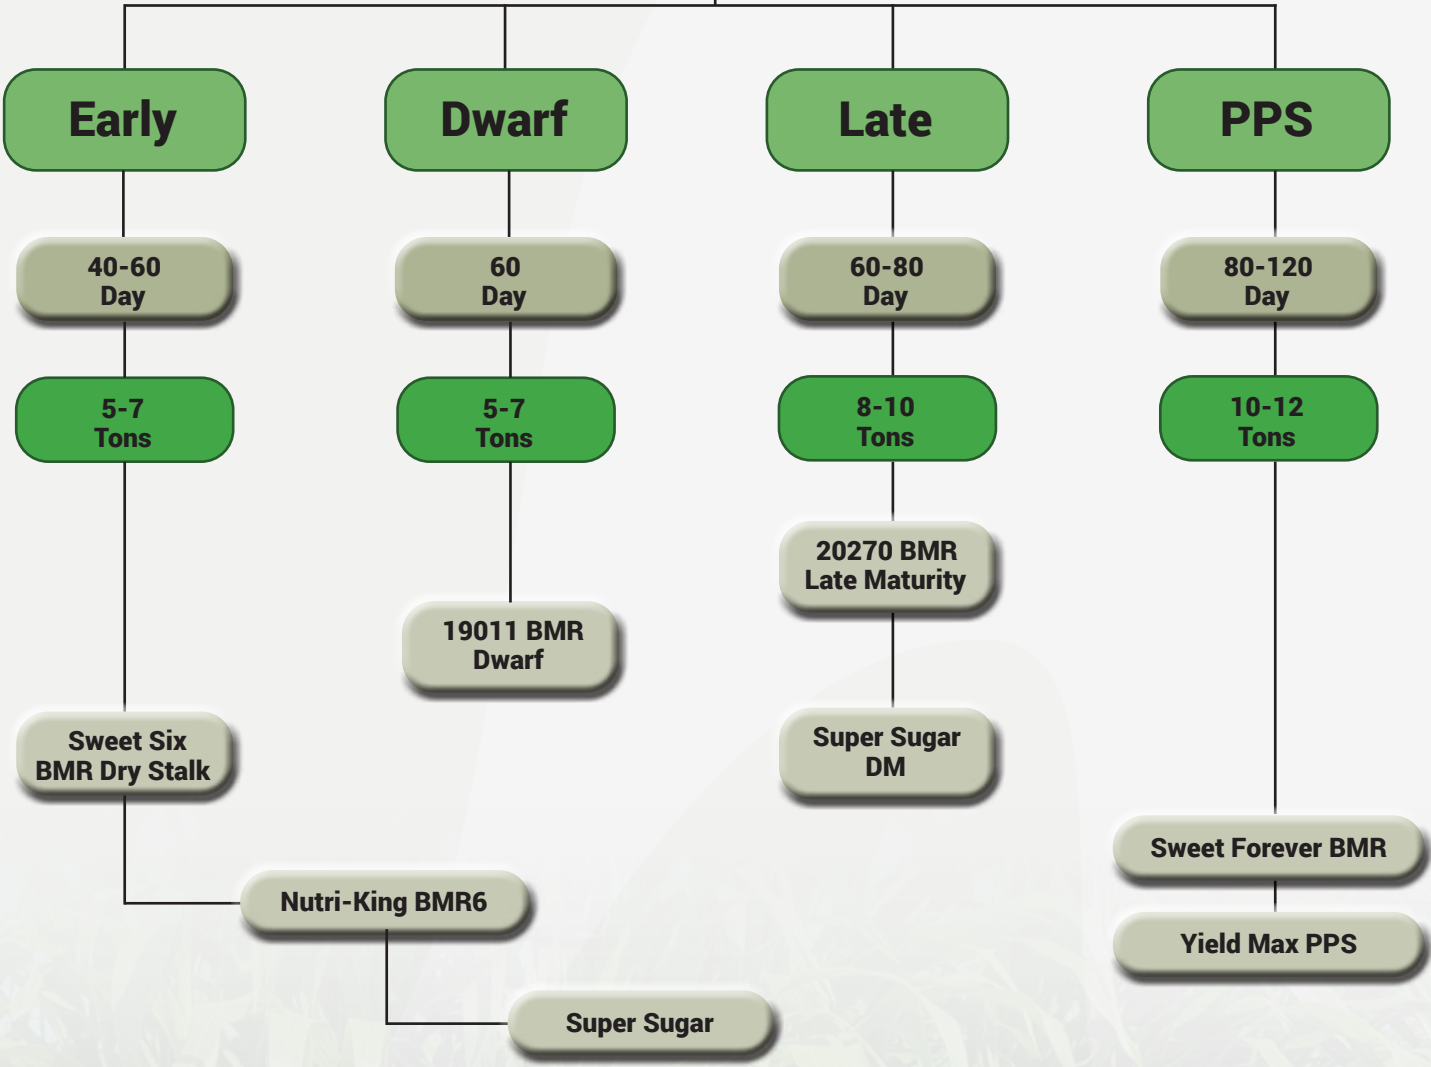 Early
Dwarf
Late
PPS
40-60
Day
60
Day
60-80
Day
80-120
Day
5-7
Tons
5-7
Tons
8-10
Tons
10-12
Tons
20270 BMR
Late Maturity
19011 BMR
Dwarf
Sweet Six
BMR Dry Stalk
Super Sugar
DM
Sweet Forever BMR
Nutri-King BMR6
Yield Max PPS
Super Sugar